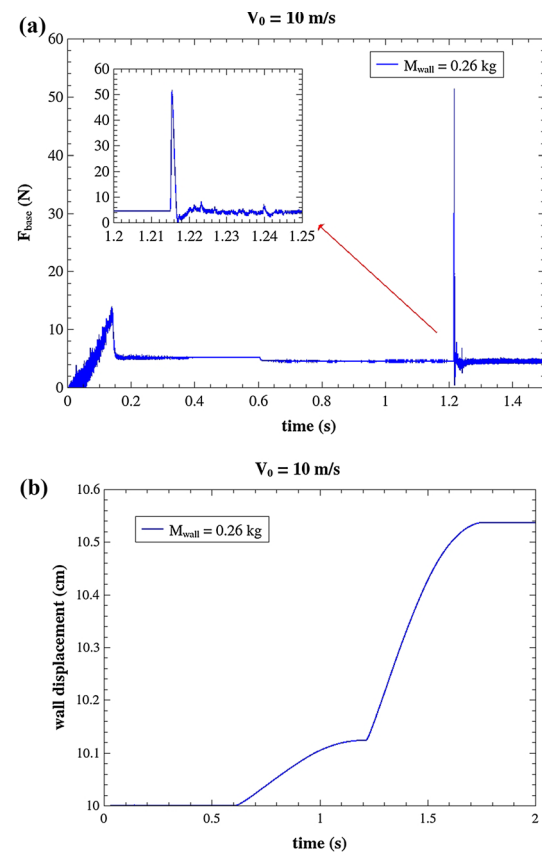 (a)
V0 = 10 m/s
Mwall = 0.26 kg
Fbase (N)
60
50
40
30
20
10
0
60
50
40
30
20
10
0
1.2 1.21 1.22 1.23 1.24 1.25
0 0.2 0.4 0.6 0.8 1 1.2 1.4
time (s)
(b)
V0 = 10 m/s
Mwall = 0.26 kg
wall displacement (cm)
10.6
10.5
10.4
10.3
10.2
10.1
10
0 0.5 1 1.5 2
time (s)